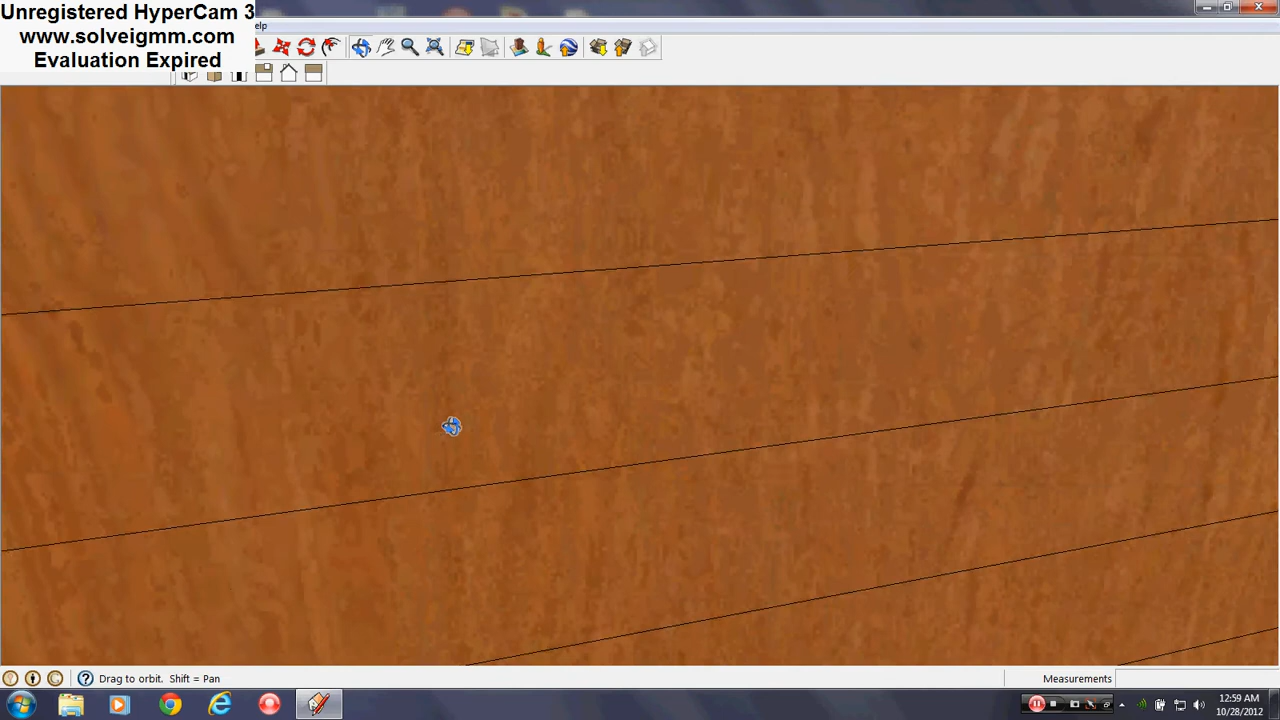 Unregistered HyperCam 3
www.solveigmm.com
Evaluation Expired
elp
Drag to orbit. Shift = Pan
Measurements
12:59 AM
10/28/2012